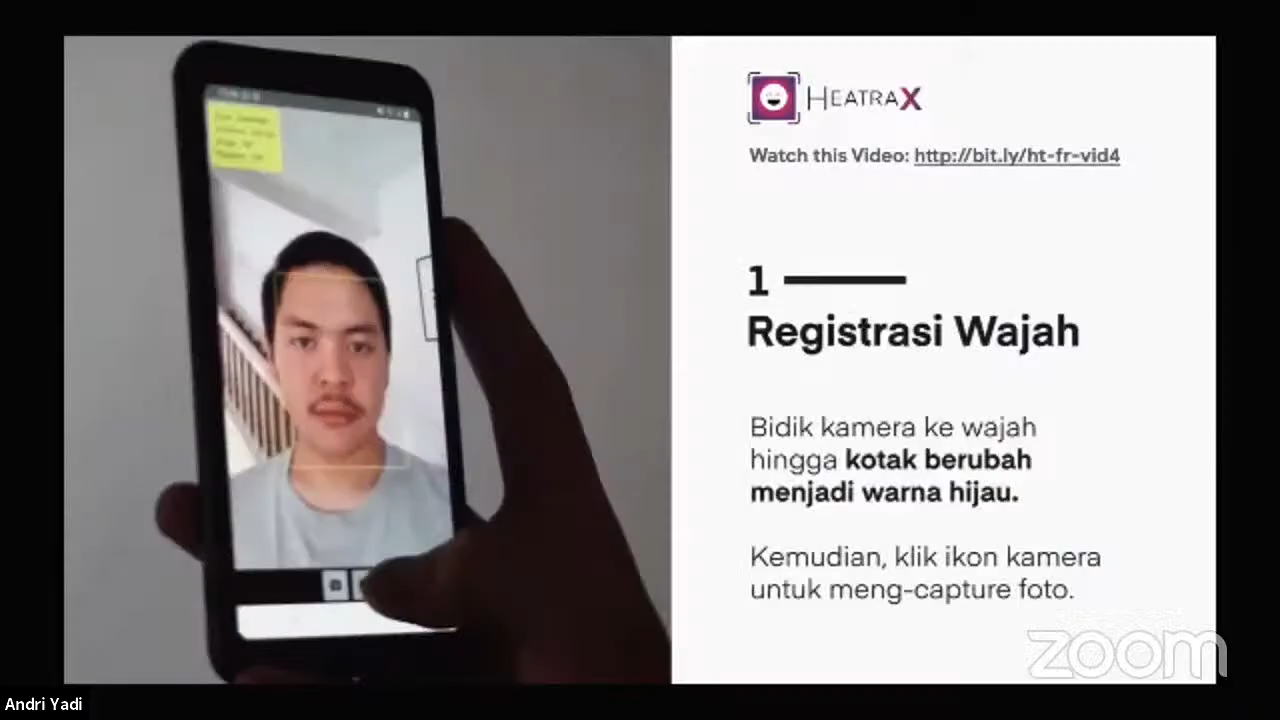 HEATRAX
Watch this Video: http://bit.ly/ht-fr-vid4
1
Registrasi Wajah
Bidik kamera ke wajah
hingga kotak berubah
menjadi warna hijau.
Kemudian, klik ikon kamera
untuk meng-capture foto.
zoom
Andri Yadi